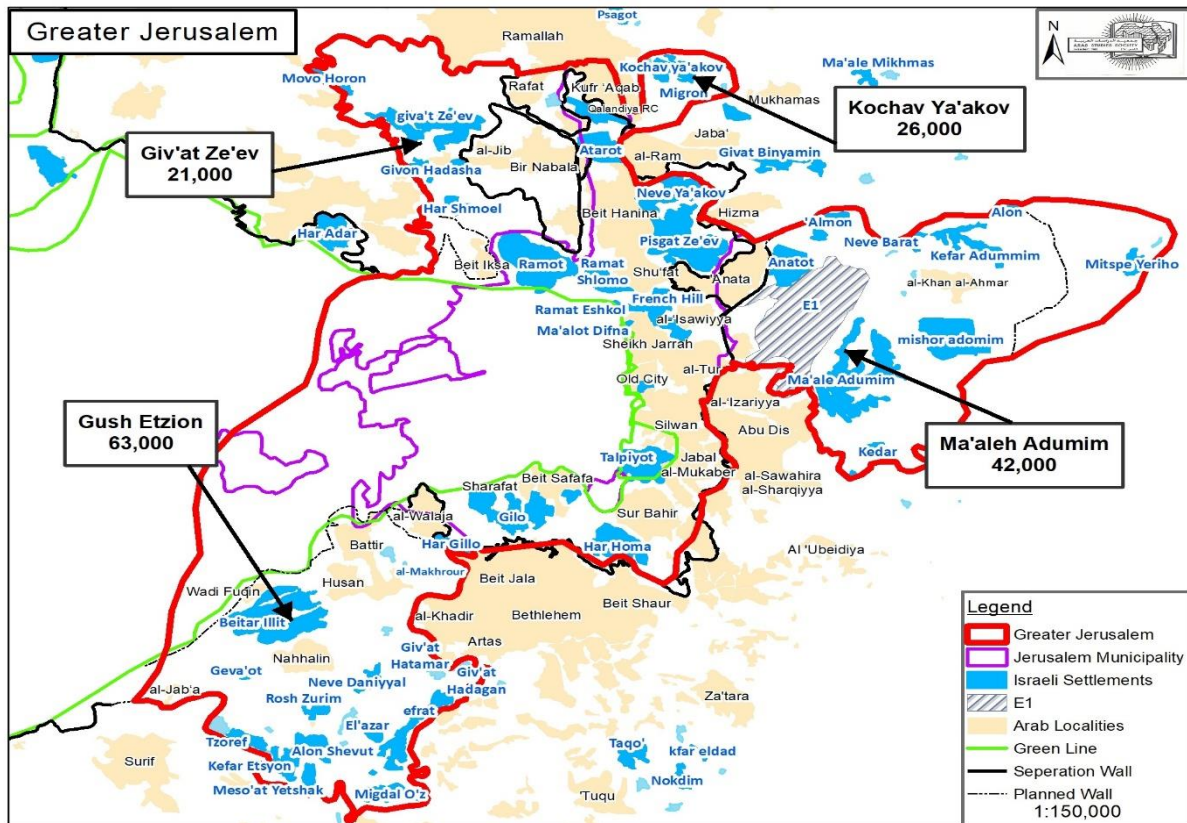 Greater Jerusalem
N
ARAB STUDIES SOCIETY
Psagot
Ramallah
Kochav ya'akov
Ma'ale Mikhmas
Movo Horon
Rafat
Kufr 'Aqab
Migron
Mukhamas
Qalandiya RC
Kochav Ya'akov
26,000
giva't Ze'ev
Giv'at Ze'ev
21,000
al-Jib
Bir Nabala
Atarot
al-Ram
Jaba'
Givat Binyamin
Givon Hadasha
Neve Ya'akov
Har Shmoel
Beit Hanina
Hizma
Har Adar
'Almon
Alon
Beit Iksa
Ramot
Ramat
Shlomo
Pisgat Ze'ev
Neve Barat
Kefar Adummim
Mitspe Yeriho
Shu'fat
'Anata
Anatot
al-Khan al-Ahmar
French Hill
E1
Ramat Eshkol
al-'Isawiyya
Ma'alot Difna
Sheikh Jarrah
mishor adomim
Old City
al-Tur
Ma'ale Adumim
Gush Etzion
63,000
al-'Izariyya
Silwan
Abu Dis
Ma'aleh Adumim
42,000
Talpiyot
Jabal
al-Mukaber
Kedar
al-Sawahira
al-Sharqiyya
Beit Safafa
Sharafat
al-Walaja
Gilo
Sur Bahir
Har Gillo
Har Homa
Battir
al-Makhrour
Al 'Ubeidiya
Husan
Beit Jala
Wadi Fuqin
Beit Shaur
Beitar Illit
al-Khadir
Bethlehem
Artas
Nahhalin
Giv'at
Hatamar
Geva'ot
Neve Daniyyal
Giv'at
Hadagan
al-Jab'a
Rosh Zurim
efrat
Za'tara
El'azar
Tzoref
Alon Shevut
Taqo'
kfar eldad
Surif
Kefar Etsyon
Meso'at Yetshak
Migdal O'z
Nokdim
'Tuqu
Legend
Greater Jerusalem
Jerusalem Municipality
Israeli Settlements
E1
Arab Localities
Green Line
Seperation Wall
Planned Wall
1:150,000